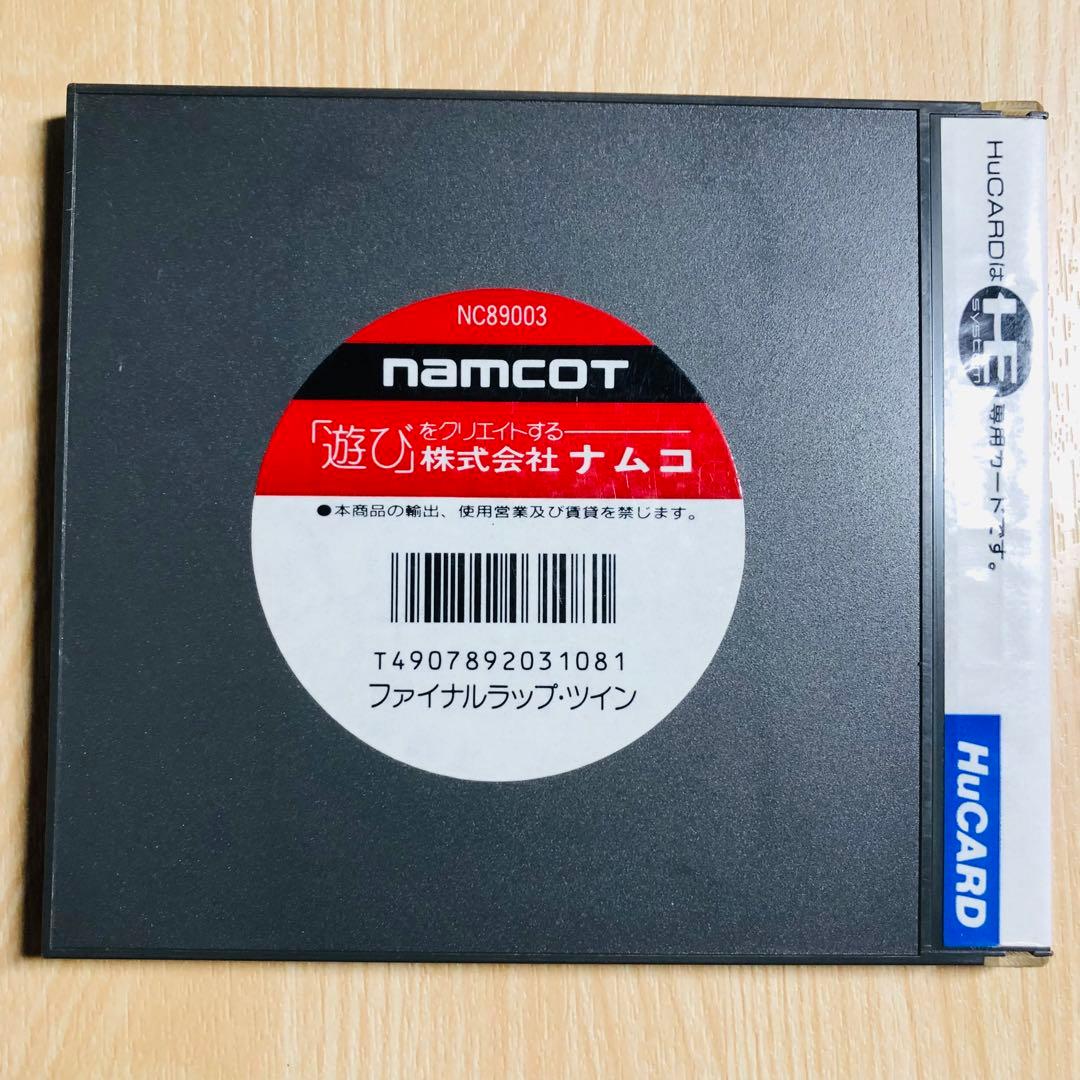 NC89003
namcoT
「遊び」をクリエイトする
株式会社ナムコ
●本商品の輸出、使用営業及び賃貸を禁じます。
T4907892031081
ファイナルラップ・ツイン
HuCARDは HE SYSTEM 専用カードです。
HuCARD